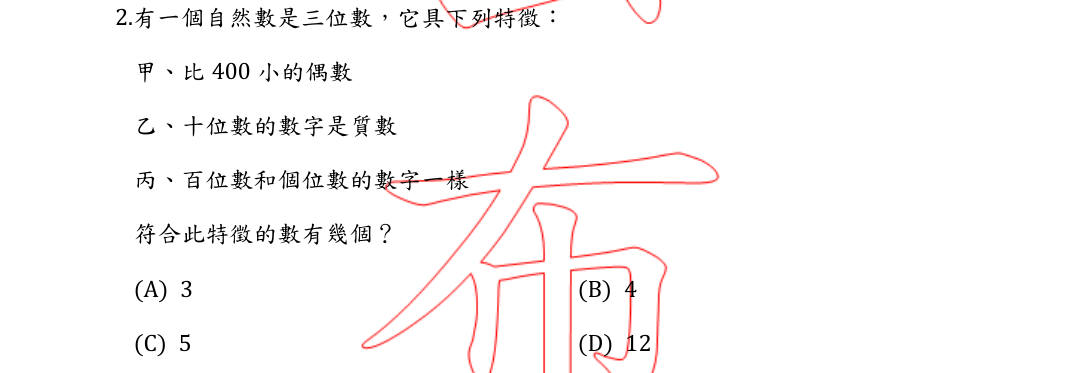 2.有一個自然數是三位數，它具下列特徵：
甲、比 400 小的偶數
乙、十位數的數字是質數
丙、百位數和個位數的數字一樣
符合此特徵的數有幾個？
(A) 3 (B) 4
(C) 5 (D) 12
布